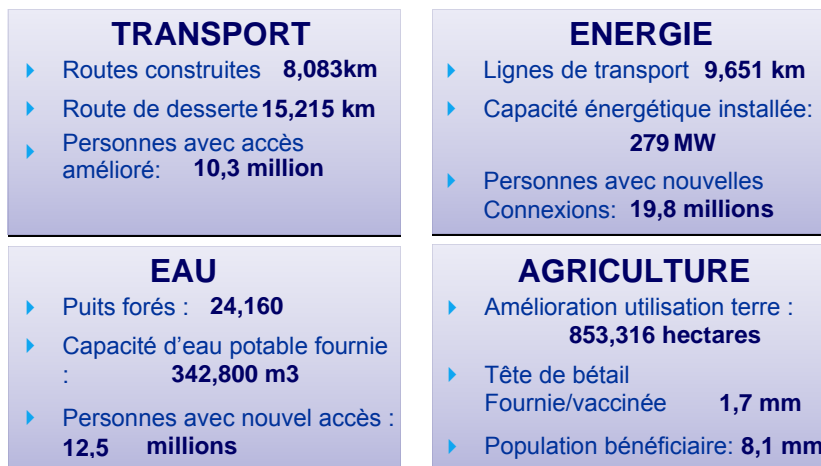 TRANSPORT
Routes construites 8,083km
Route de desserte 15,215 km
Personnes avec accès
amélioré: 10,3 million
ENERGIE
Lignes de transport 9,651 km
Capacité énergétique installée:
279 MW
Personnes avec nouvelles
Connexions: 19,8 millions
EAU
Puits forés : 24,160
Capacité d'eau potable fournie
: 342,800 m3
Personnes avec nouvel accès :
12,5 millions
AGRICULTURE
Amélioration utilisation terre :
853,316 hectares
Tête de bétail
Fournie/vaccinée 1,7 mm
Population bénéficiaire: 8,1 mm